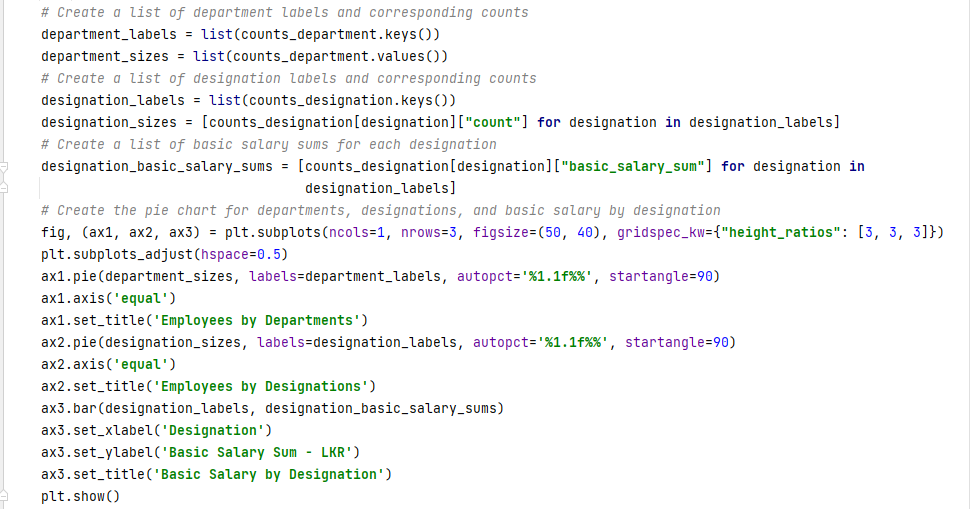 # Create a list of department labels and corresponding counts
department_labels = list(counts_department.keys())
department_sizes = list(counts_department.values())
# Create a list of designation labels and corresponding counts
designation_labels = list(counts_designation.keys())
designation_sizes = [counts_designation[designation]["count"] for designation in designation_labels]
# Create a list of basic salary sums for each designation
designation_basic_salary_sums = [counts_designation[designation]["basic_salary_sum"] for designation in
                                 designation_labels]
# Create the pie chart for departments, designations, and basic salary by designation
fig, (ax1, ax2, ax3) = plt.subplots(ncols=1, nrows=3, figsize=(50, 40), gridspec_kw={"height_ratios": [3, 3, 3]})
plt.subplots_adjust(hspace=0.5)
ax1.pie(department_sizes, labels=department_labels, autopct='%1.1f%%', startangle=90)
ax1.axis('equal')
ax1.set_title('Employees by Departments')
ax2.pie(designation_sizes, labels=designation_labels, autopct='%1.1f%%', startangle=90)
ax2.axis('equal')
ax2.set_title('Employees by Designations')
ax3.bar(designation_labels, designation_basic_salary_sums)
ax3.set_xlabel('Designation')
ax3.set_ylabel('Basic Salary Sum - LKR')
ax3.set_title('Basic Salary by Designation')
plt.show()